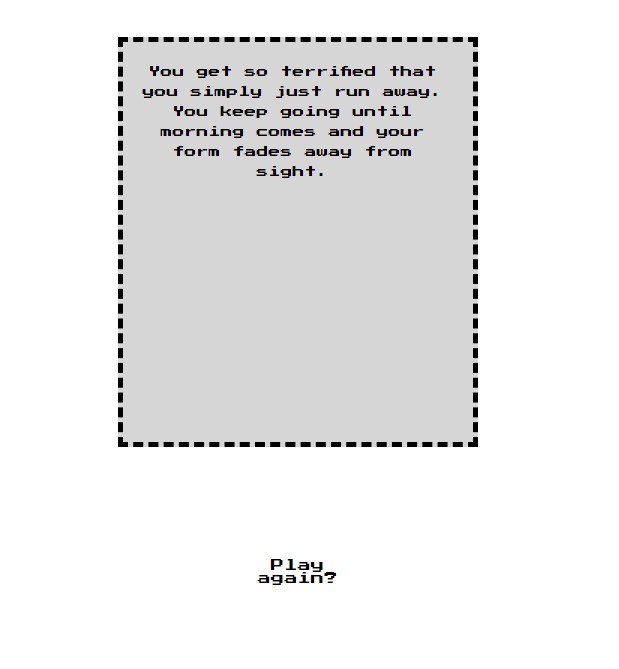 You get so terrified that
you simply just run away.
You keep going until
morning comes and your
form fades away from
sight.
Play
again?